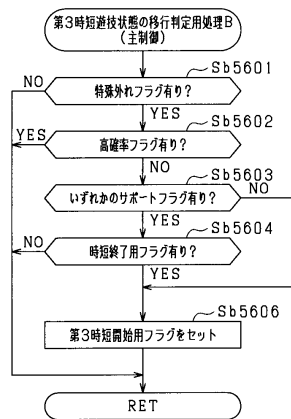 第3時短遊技状態の移行判定用処理B
(主制御)
Sb5601
NO
特殊外れフラグ有り?
YES
Sb5602
YES
高確率フラグ有り?
NO
Sb5603
いずれかのサポートフラグ有り?
NO
YES
Sb5604
NO
時短終了用フラグ有り?
YES
Sb5606
第3時短開始用フラグをセット
RET